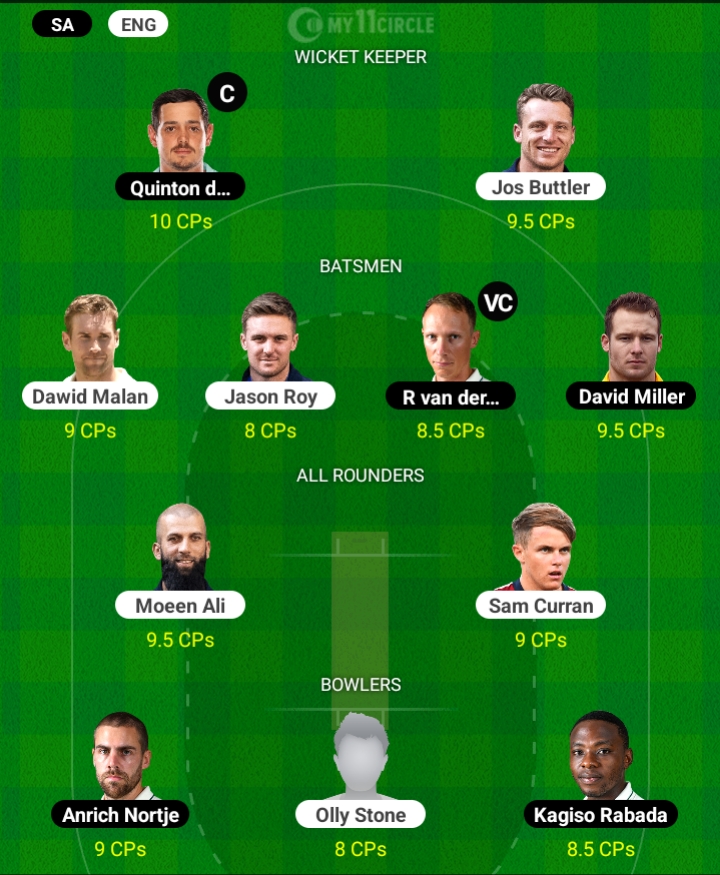 SA ENG
MY11CIRCLE
WICKET KEEPER
C
Quinton d... Jos Buttler
10 CPs 9.5 CPs
BATSMEN
VC
Dawid Malan Jason Roy R van der... David Miller
9 CPs 8 CPs 8.5 CPs 9.5 CPs
ALL ROUNDERS
Moeen Ali Sam Curran
9.5 CPs 9 CPs
BOWLERS
Anrich Nortje Olly Stone Kagiso Rabada
9 CPs 8 CPs 8.5 CPs